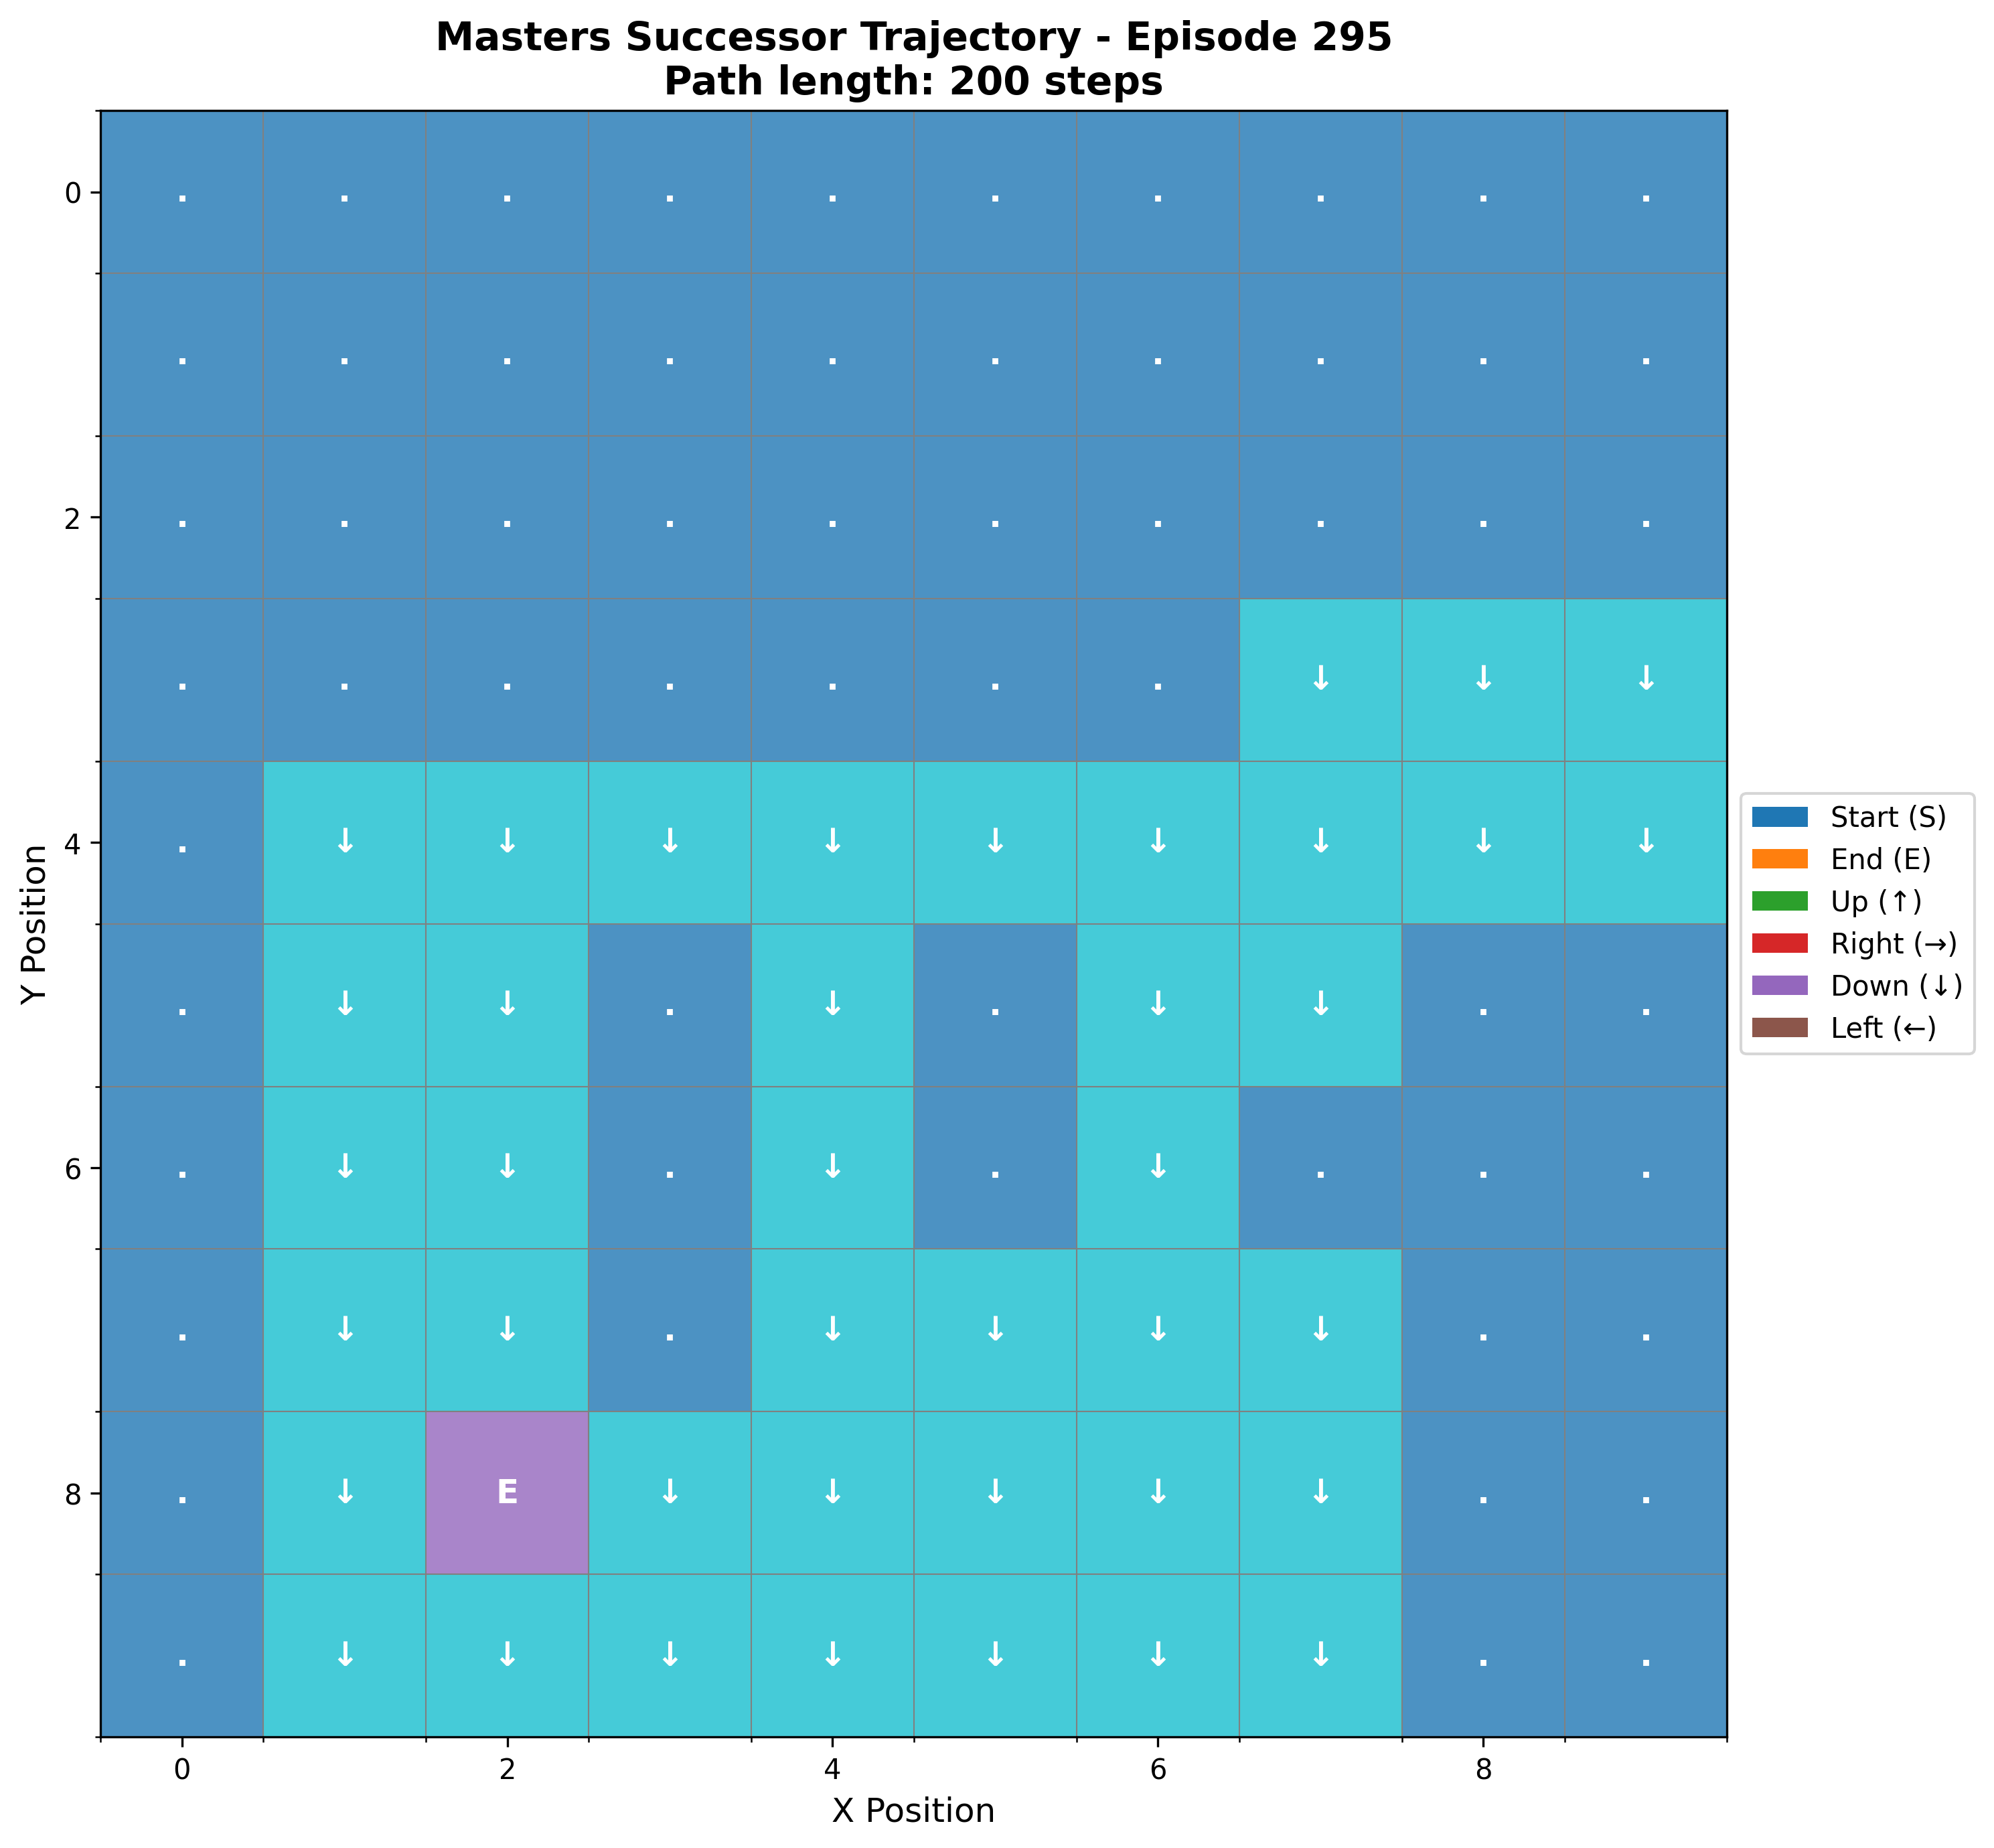 Masters Successor Trajectory - Episode 295
Path length: 200 steps
0 . . . . . . . . . .
. . . . . . . . . .
2 . . . . . . . . . .
. . . . . . . ↓ ↓ ↓
4 . ↓ ↓ ↓ ↓ ↓ ↓ ↓ ↓ ↓
. ↓ ↓ . ↓ . ↓ ↓ . .
6 . ↓ ↓ . ↓ . ↓ . . .
. ↓ ↓ . ↓ ↓ ↓ ↓ . .
8 . ↓ E ↓ ↓ ↓ ↓ ↓ . .
. ↓ ↓ ↓ ↓ ↓ ↓ ↓ . .
0 2 4 6 8
X Position
Y Position
Start (S)
End (E)
Up (↑)
Right (→)
Down (↓)
Left (←)